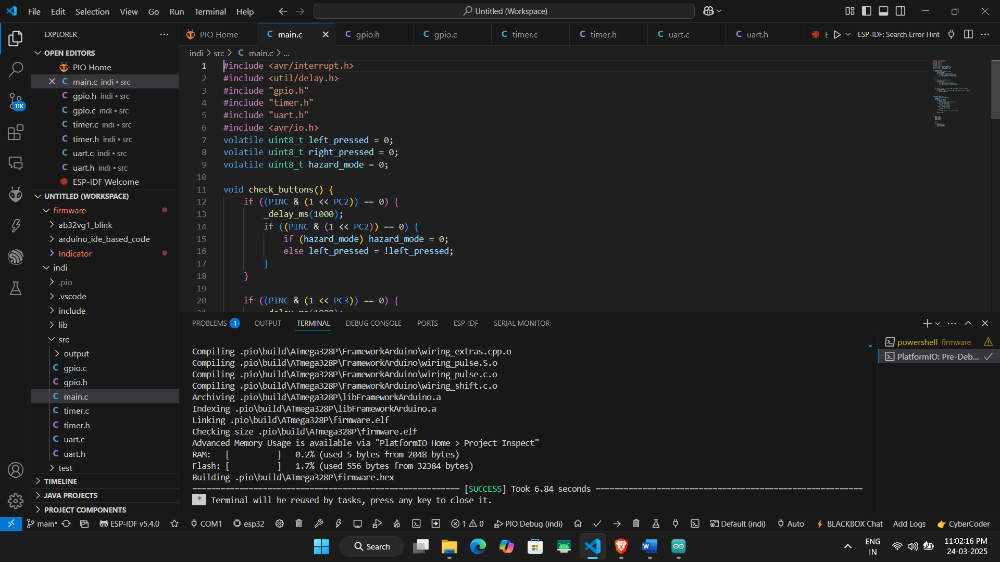 File Edit Selection View Go Run Terminal Help
Untitled (Workspace)
EXPLORER
OPEN EDITORS
PIO Home
main.c indi • src
gpio.h indi • src
gpio.c indi • src
timer.c indi • src
timer.h indi • src
uart.c indi • src
uart.h indi • src
ESP-IDF Welcome
UNTITLED (WORKSPACE)
firmware
ab32vg1_blink
arduino_ide_based_code
Indicator
indi
.pio
.vscode
include
lib
src
output
gpio.c
gpio.h
main.c
timer.c
timer.h
uart.c
uart.h
test
TIMELINE
JAVA PROJECTS
PROJECT COMPONENTS
11K
PIO Home main.c gpio.h gpio.c timer.c timer.h uart.c uart.h E ESP-IDF: Search Error Hint
indi > src > C main.c > ...
1 #include <avr/interrupt.h>
2 #include <util/delay.h>
3 #include "gpio.h"
4 #include "timer.h"
5 #include "uart.h"
6 #include <avr/io.h>
7 volatile uint8_t left_pressed = 0;
8 volatile uint8_t right_pressed = 0;
9 volatile uint8_t hazard_mode = 0;
10
11 void check_buttons() {
12 if ((PINC & (1 << PC2)) == 0) {
13 _delay_ms(1000);
14 if ((PINC & (1 << PC2)) == 0) {
15 if (hazard_mode) hazard_mode = 0;
16 else left_pressed = !left_pressed;
17 }
18 }
19
20 if ((PINC & (1 << PC3)) == 0) {
PROBLEMS 1 OUTPUT TERMINAL DEBUG CONSOLE PORTS ESP-IDF SERIAL MONITOR
Compiling .pio\build\ATmega328P\FrameworkArduino\wiring_extras.cpp.o
Compiling .pio\build\ATmega328P\FrameworkArduino\wiring_pulse.S.o
Compiling .pio\build\ATmega328P\FrameworkArduino\wiring_pulse.c.o
Compiling .pio\build\ATmega328P\FrameworkArduino\wiring_shift.c.o
Archiving .pio\build\ATmega328P\libFrameworkArduino.a
Indexing .pio\build\ATmega328P\libFrameworkArduino.a
Linking .pio\build\ATmega328P\firmware.elf
Checking size .pio\build\ATmega328P\firmware.elf
Advanced Memory Usage is available via "PlatformIO Home > Project Inspect"
RAM: [ ] 0.2% (used 5 bytes from 2048 bytes)
Flash: [ ] 1.7% (used 556 bytes from 32384 bytes)
Building .pio\build\ATmega328P\firmware.hex
========================================================= [SUCCESS] Took 6.84 seconds =========================================================
* Terminal will be reused by tasks, press any key to close it.
powershell firmware
PlatformIO: Pre-Deb...
main* ESP-IDF v5.4.0 COM1 esp32 1 0 PIO Debug (indi) Default (indi) Auto BLACKBOX Chat Add Logs CyberCoder
Search
ENG
IN
11:02:16 PM
24-03-2025